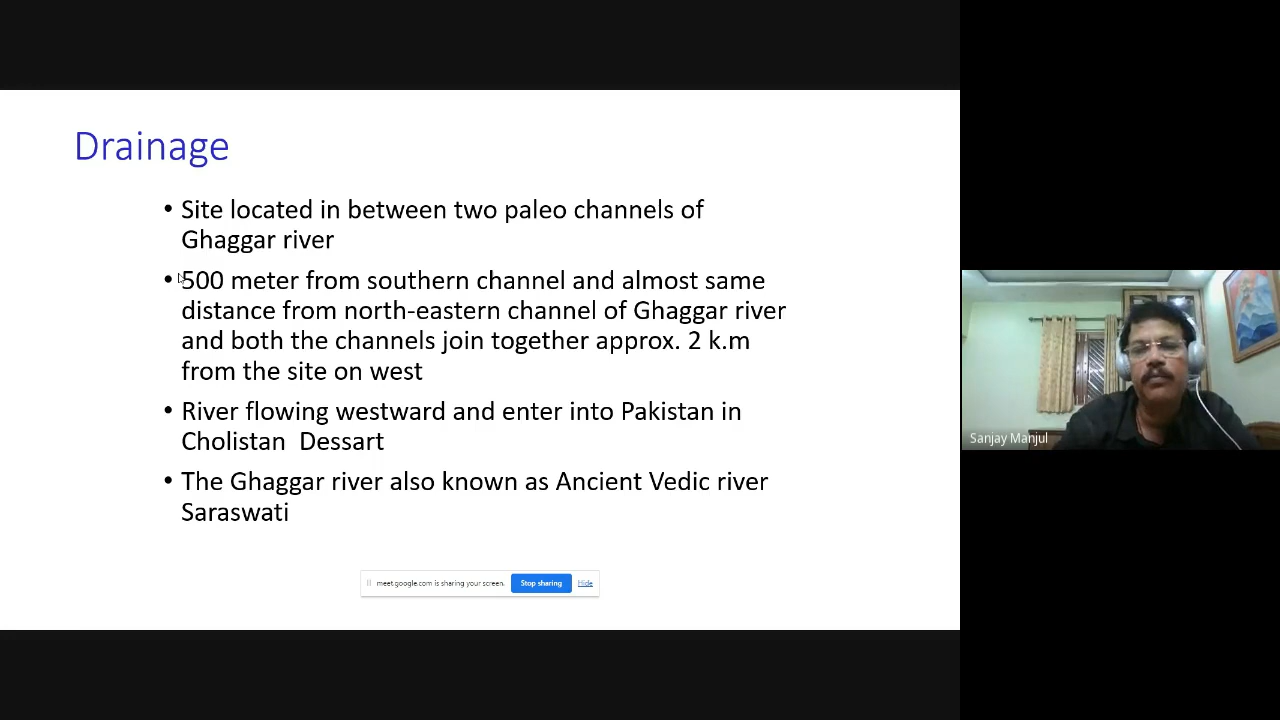 Drainage
• Site located in between two paleo channels of
Ghaggar river
• 500 meter from southern channel and almost same
distance from north-eastern channel of Ghaggar river
and both the channels join together approx. 2 k.m
from the site on west
• River flowing westward and enter into Pakistan in
Cholistan  Dessart
• The Ghaggar river also known as Ancient Vedic river
Saraswati
meet.google.com is sharing your screen. Stop sharing Hide
Sanjay Manjul